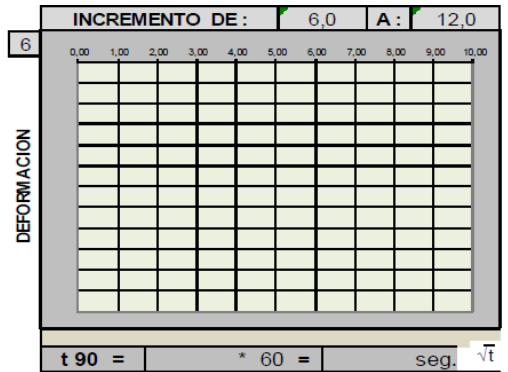 INCREMENTO DE : 6,0 A : 12,0
6
0,00 1,00 2,00 3,00 4,00 5,00 6,00 7,00 8,00 9,00 10,00
DEFORMACION
t 90 = * 60 = seg. √t